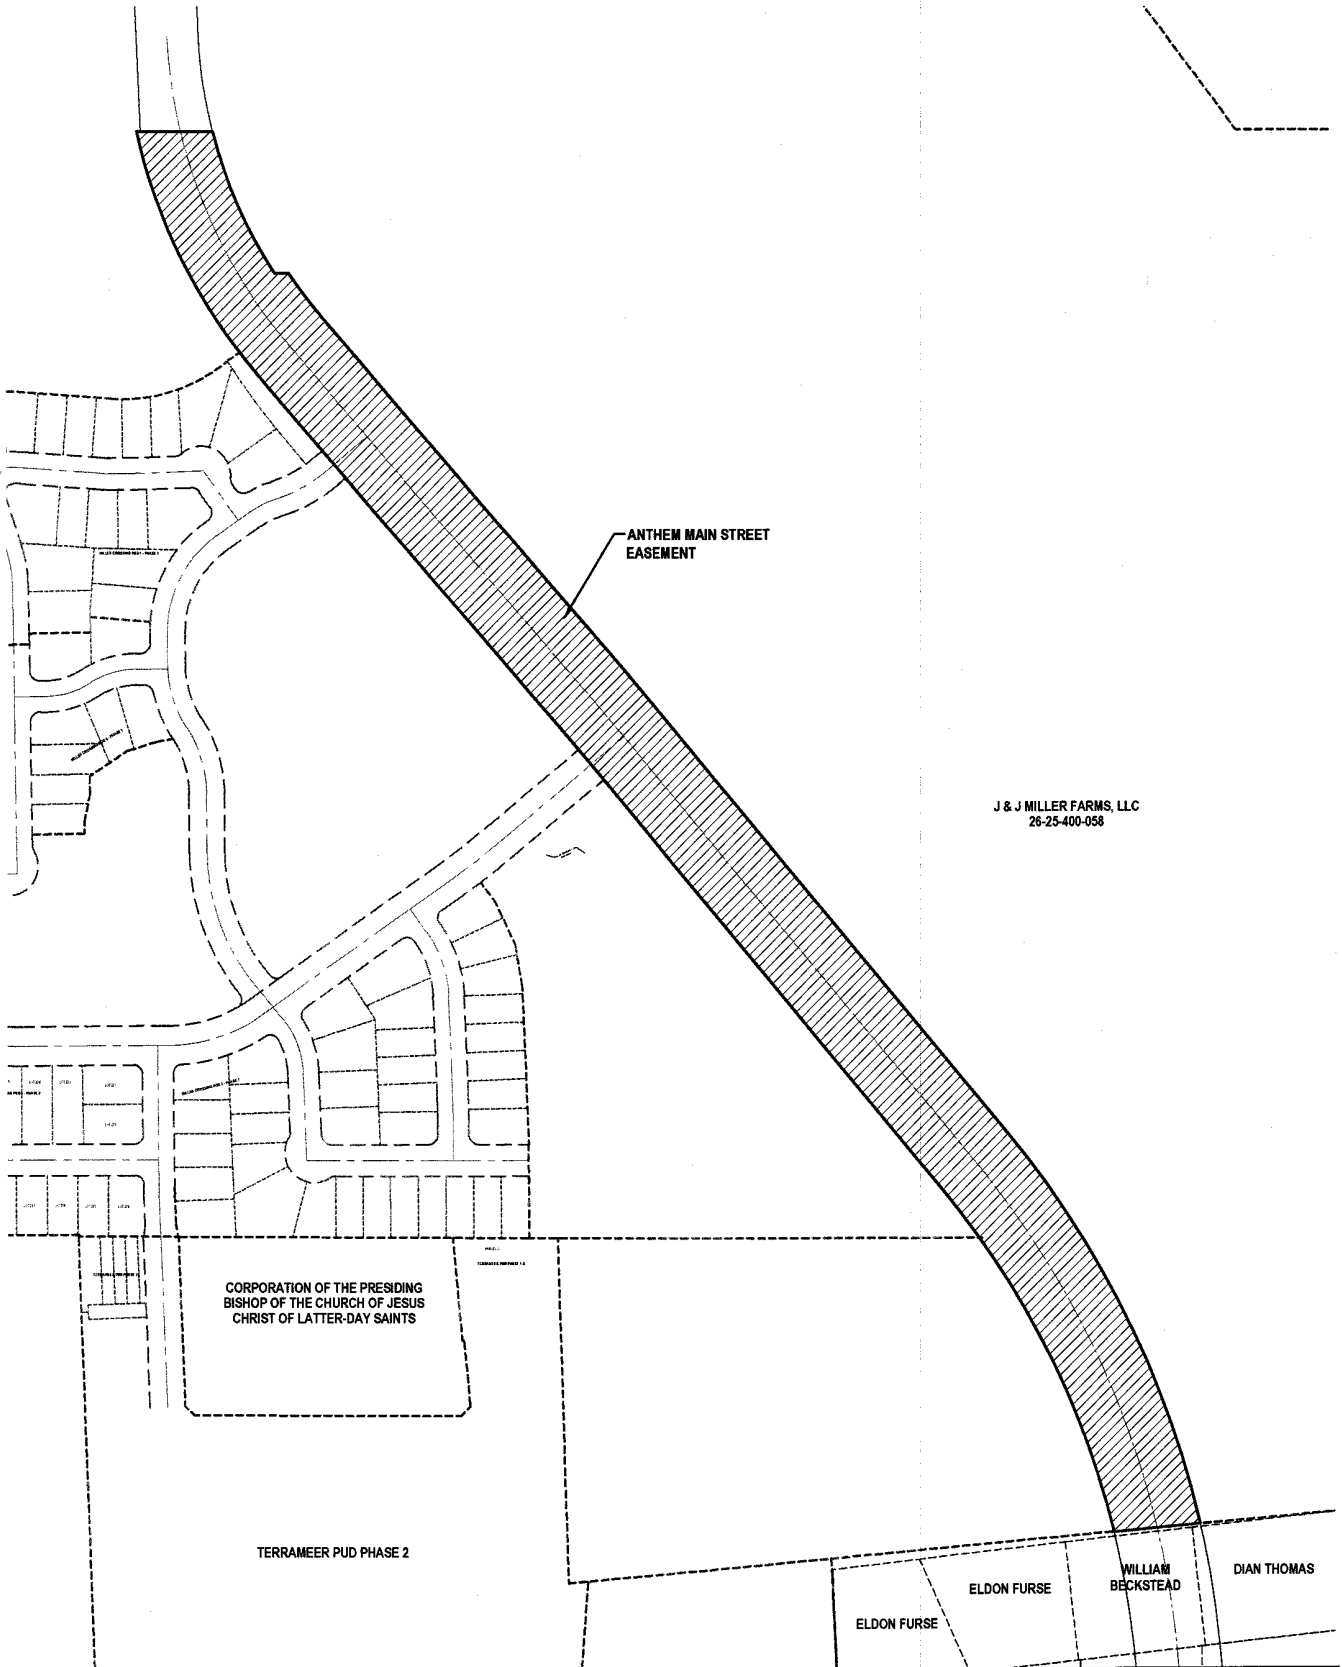 ANTHEM MAIN STREET
EASEMENT
J & J MILLER FARMS, LLC
26-25-400-058
CORPORATION OF THE PRESIDING
BISHOP OF THE CHURCH OF JESUS
CHRIST OF LATTER-DAY SAINTS
TERRAMEER PUD PHASE 2
ELDON FURSE
ELDON FURSE
WILLIAM
BECKSTEAD
DIAN THOMAS